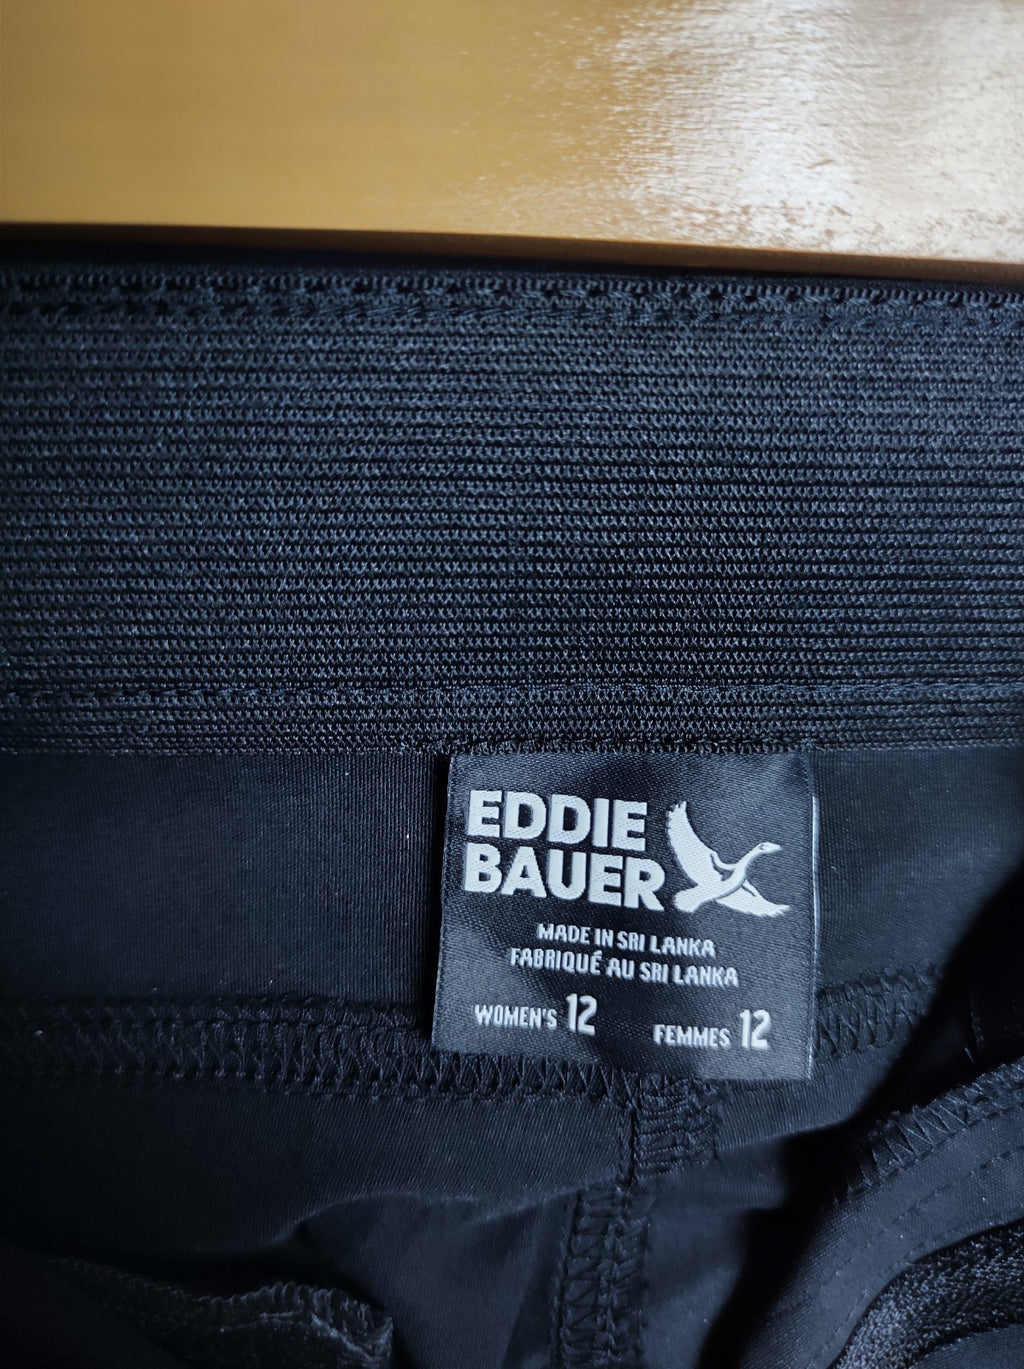 EDDIE
BAUER
MADE IN SRI LANKA
FABRIQUÉ AU SRI LANKA
WOMEN'S 12 FEMMES 12